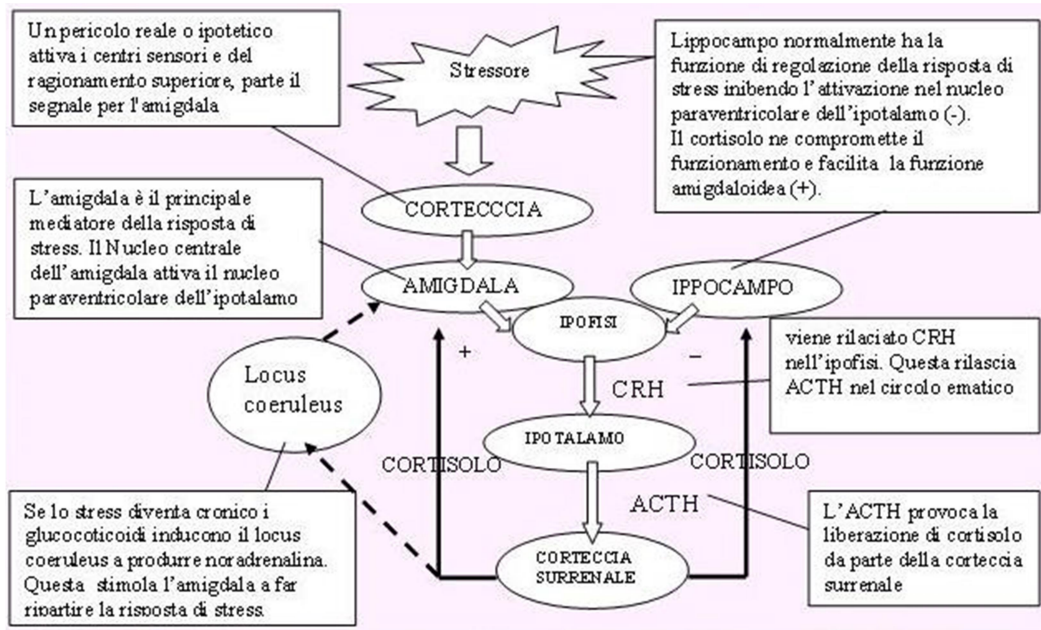 Un pericolo reale o ipotetico
attiva i centri sensori e del
ragionamento superiore, parte il
segnale per l'amigdala
Stressore
Lippocampo normalmente ha la
funzione di regolazione della risposta di
stress inibendo l'attivazione nel nucleo
paraventricolare dell'ipotalamo (-).
Il cortisolo ne compromette il
funzionamento e facilita la funzione
amigdaloidea (+).
L'amigdala è il principale
mediatore della risposta di
stress. Il Nucleo centrale
dell'amigdala attiva il nucleo
paraventricolare dell'ipotalamo
CORTECCCIA
AMIGDALA
IPPOCAMPO
IPOFISI
+
–
viene rilaciato CRH
nell'ipofisi. Questa rilascia
ACTH nel circolo ematico
Locus
coeruleus
CRH
IPOTALAMO
CORTISOLO
CORTISOLO
ACTH
Se lo stress diventa cronico i
glucocoticoidi inducono il locus
coeruleus a produrre noradrenalina.
Questa stimola l'amigdala a far
ripartire la risposta di stress.
CORTECCIA
SURRENALE
L'ACTH provoca la
liberazione di cortisolo
da parte della corteccia
surrenale